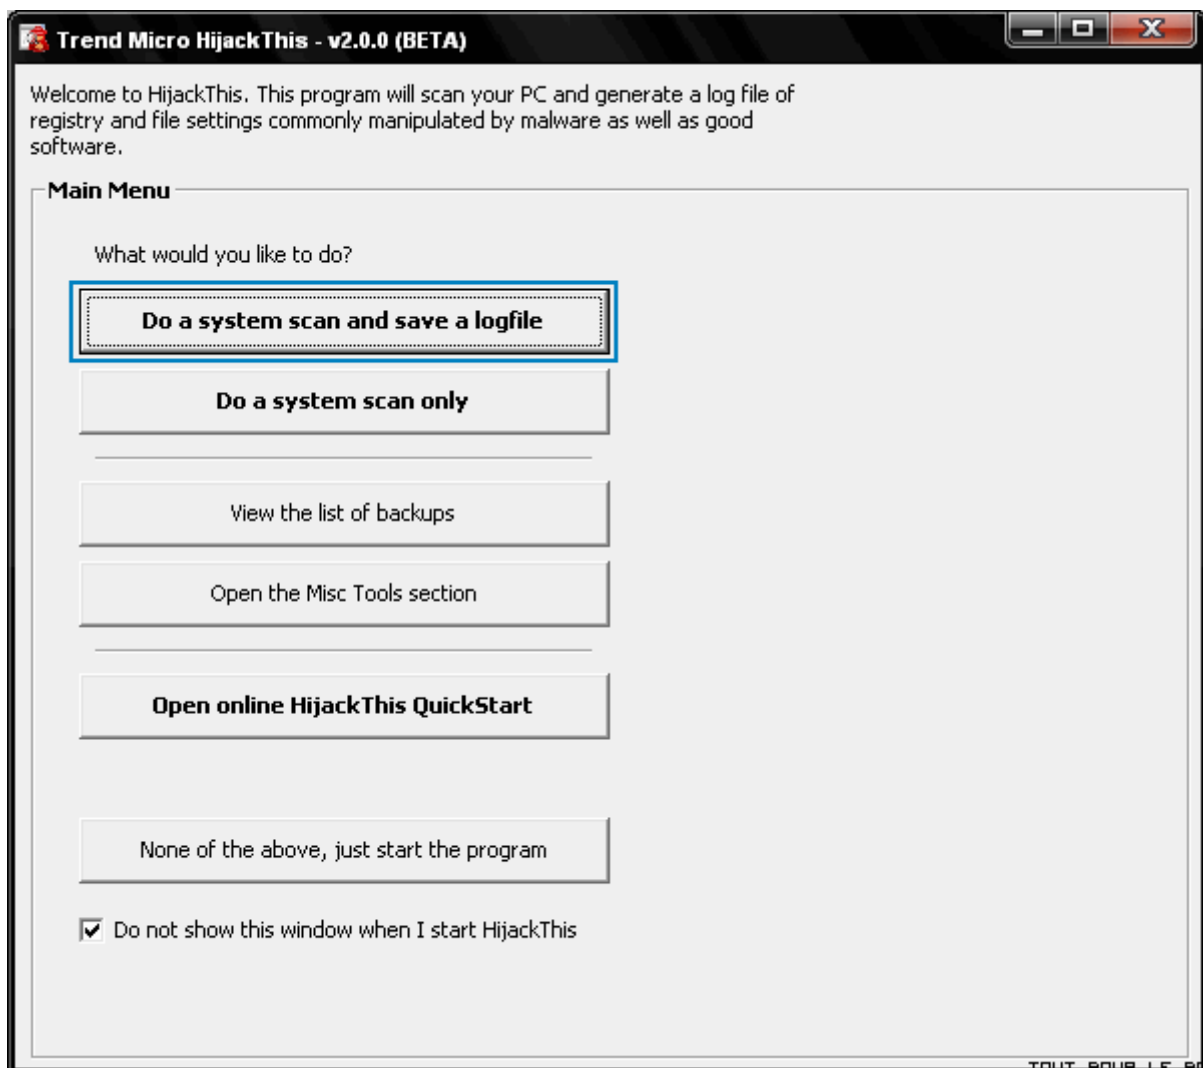 Trend Micro HijackThis - v2.0.0 (BETA)
Welcome to HijackThis. This program will scan your PC and generate a log file of
registry and file settings commonly manipulated by malware as well as good
software.
Main Menu
What would you like to do?
Do a system scan and save a logfile
Do a system scan only
View the list of backups
Open the Misc Tools section
Open online HijackThis QuickStart
None of the above, just start the program
Do not show this window when I start HijackThis
TOUT POUR LE